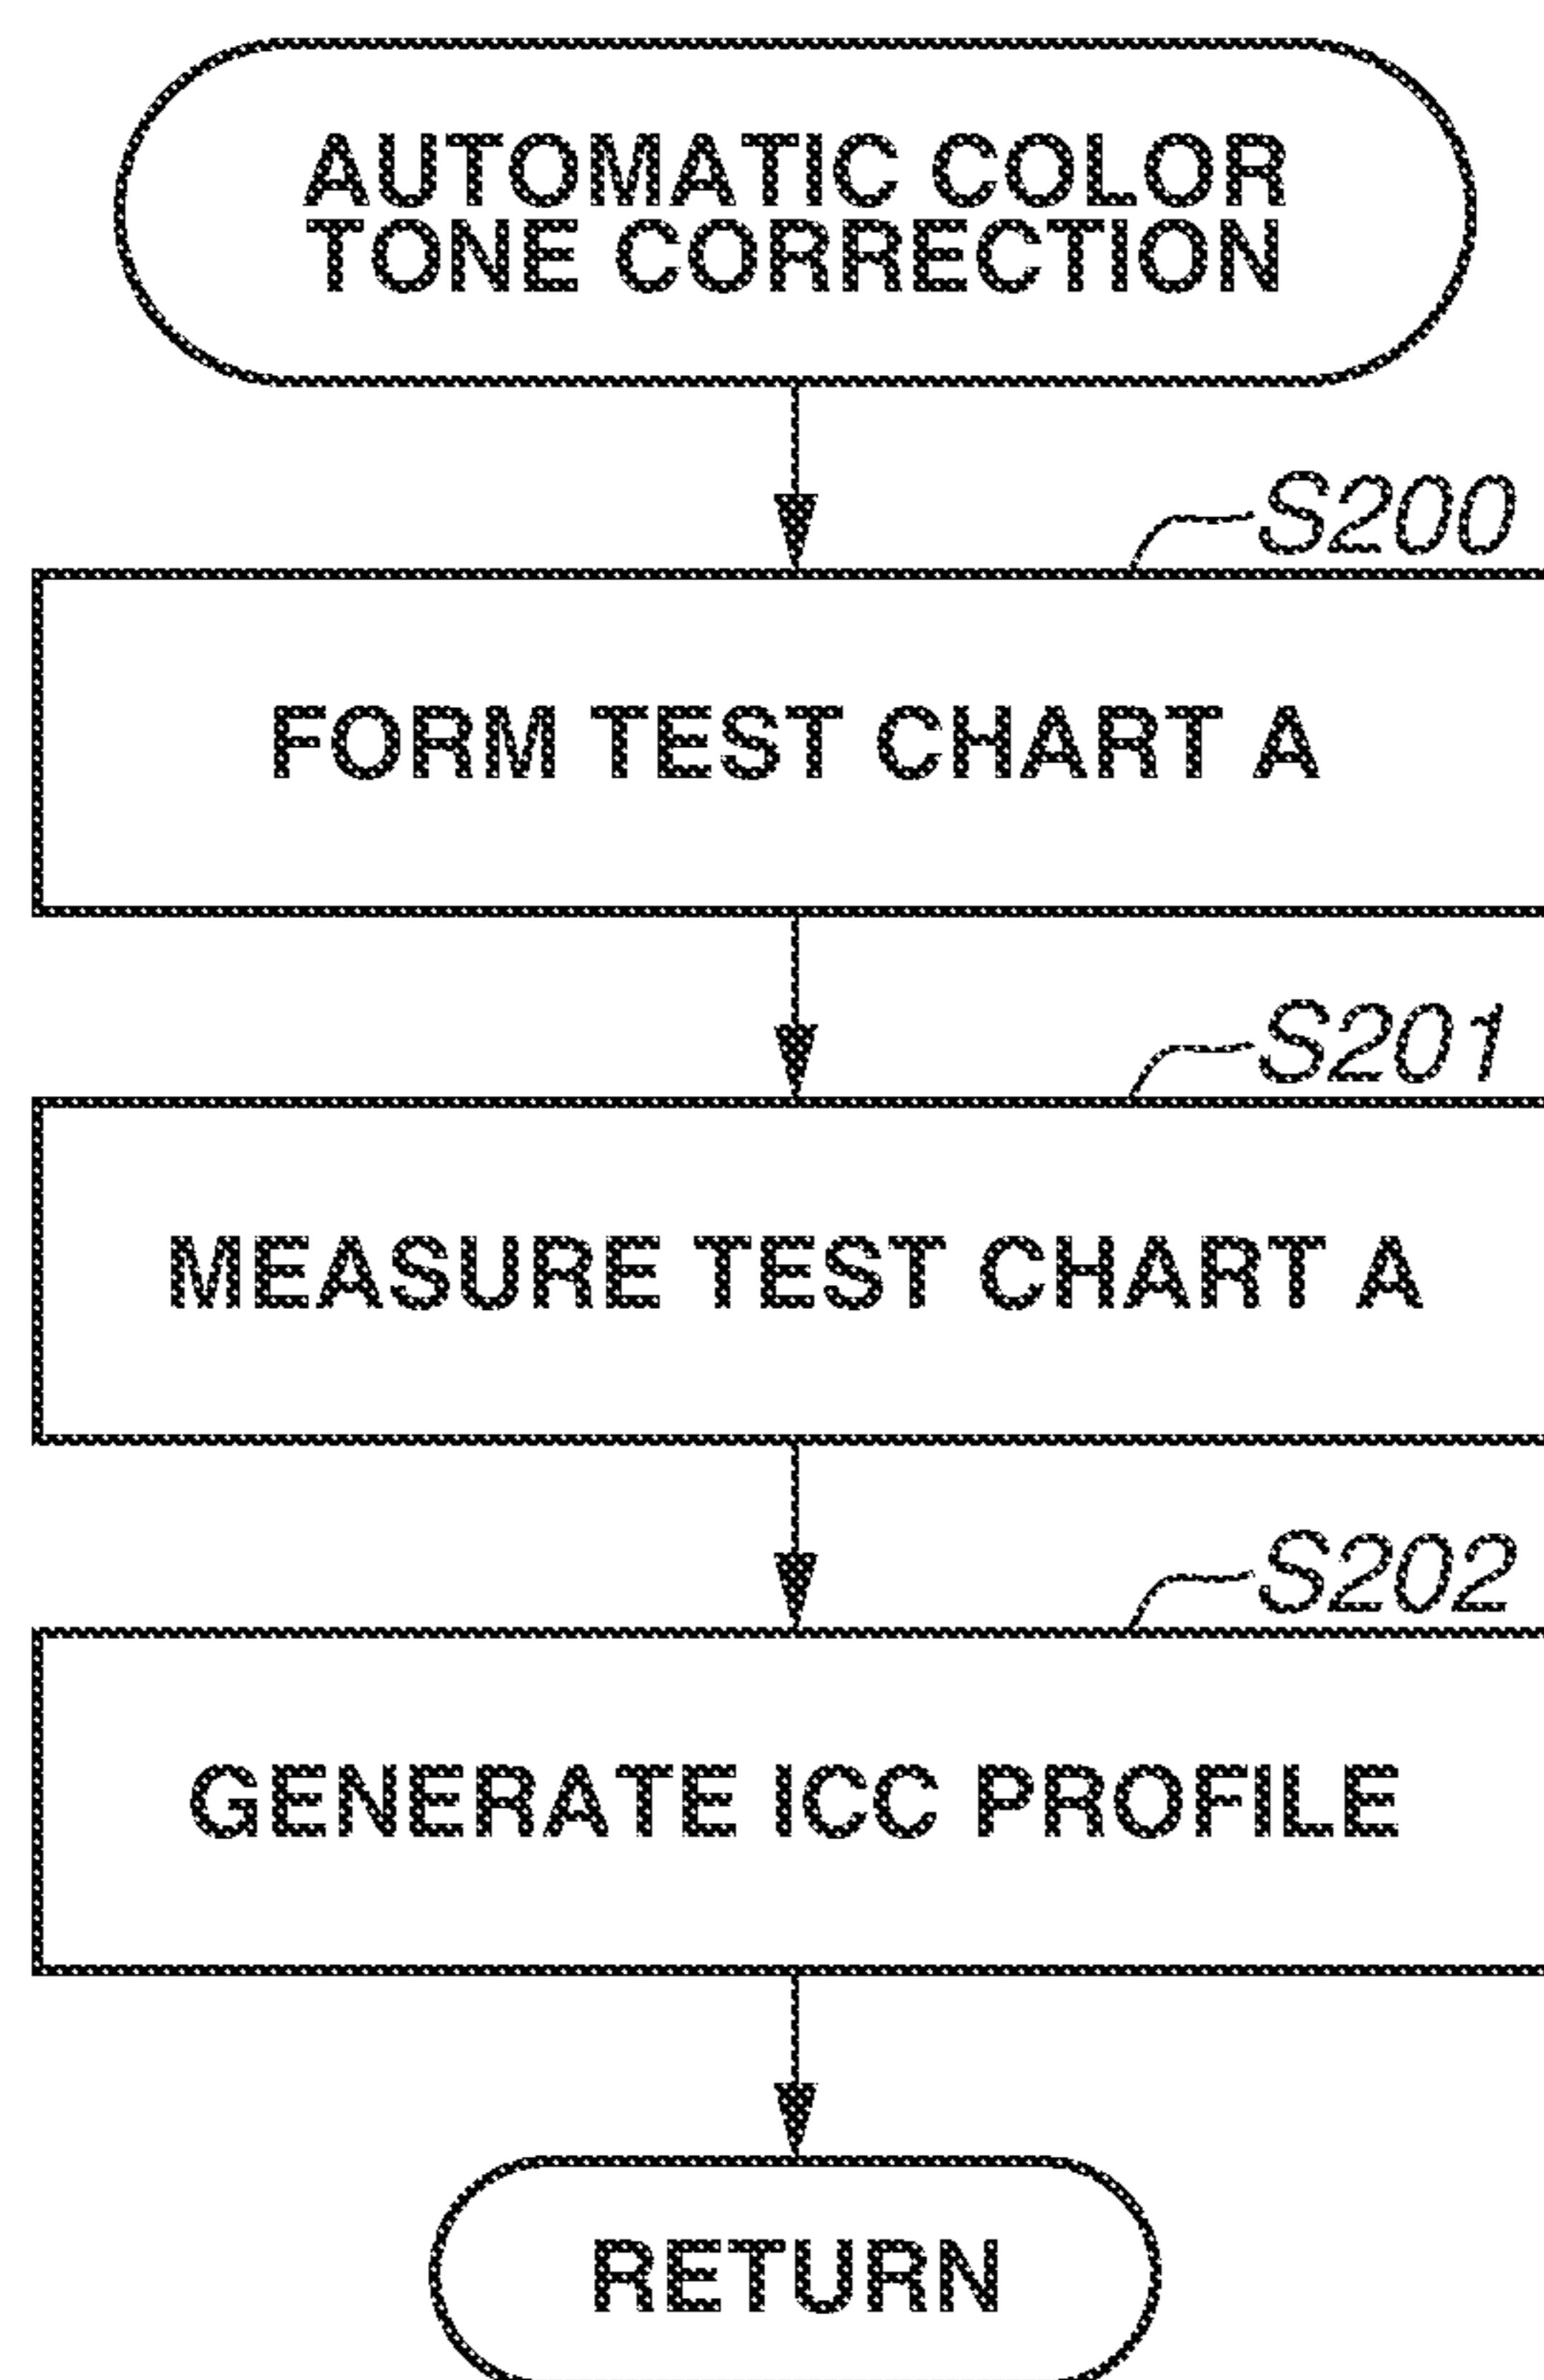 AUTOMATIC COLOR
TONE CORRECTION
S200
FORM TEST CHART A
S201
MEASURE TEST CHART A
S202
GENERATE ICC PROFILE
RETURN